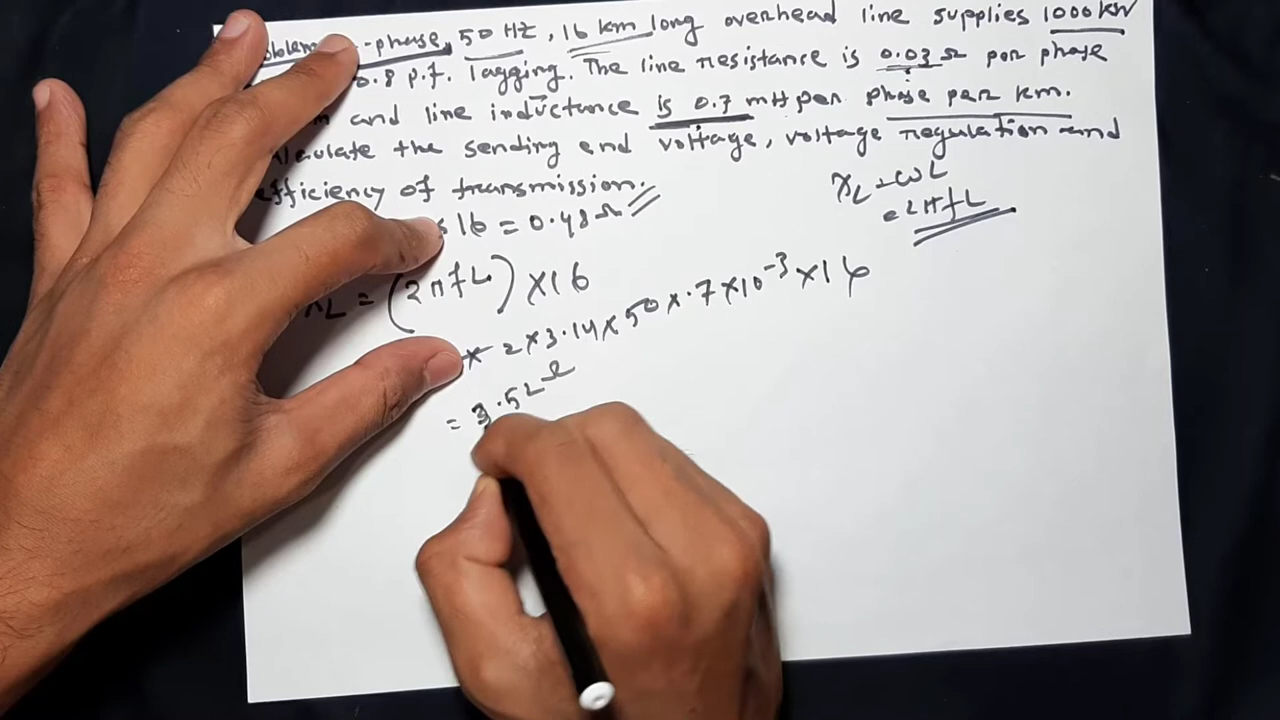 -phase, 50 Hz, 16 km long overhead line supplies 1000 kW
0.8 p.f. lagging. The line resistance is 0.03 Ω per phase
and line inductance is 0.7 mH per phase per km.
the sending end voltage, voltage regulation and
efficiency of transmission.
X_L = ωL
= 2πfL
16 = 0.48 Ω
X_L = (2πfL) × 16
2 × 3.14 × 50 × .7 × 10^-3 × 16
= 3.52 Ω